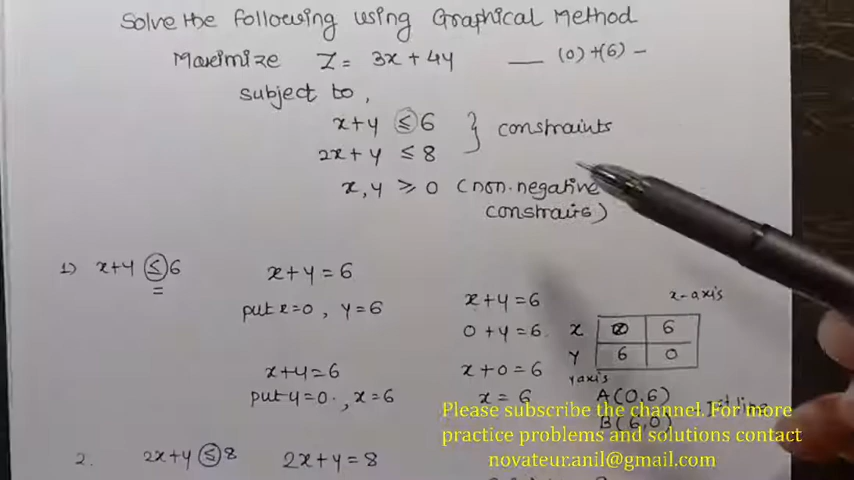 Solve the following using Graphical Method
Maximize Z = 3x + 4y — (0) + (6) -
subject to,
x+y ≤ 6 } constraints
2x + y ≤ 8
x, y ≥ 0 (non-negative
constraits)
1) x+y ≤ 6 x+y = 6
put x=0, y=6
x+y = 6
put y=0, x=6
x+y = 6 x-axis
0 + y = 6 x 0 6
x+0 = 6 y 6 0
x = 6 y axis
A(0,6)
B(6,0) line
2. 2x+y ≤ 8 2x+y = 8
Please subscribe the channel. For more
practice problems and solutions contact
novateur.anil@gmail.com